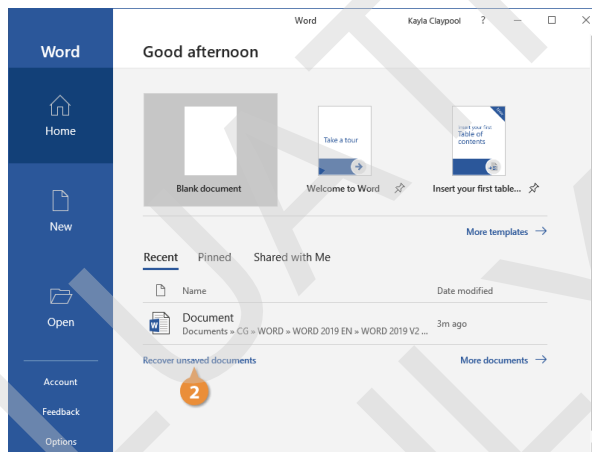 Word
Kayla Claypool
?
Word
Good afternoon
Home
New
Open
Account
Feedback
Options
Take a tour
Insert your first
Table of
contents
Blank document
Welcome to Word
Insert your first table...
More templates
Recent
Pinned
Shared with Me
Name
Date modified
W
Document
Documents » CG » WORD » WORD 2019 EN » WORD 2019 V2 ...
3m ago
Recover unsaved documents
More documents
2